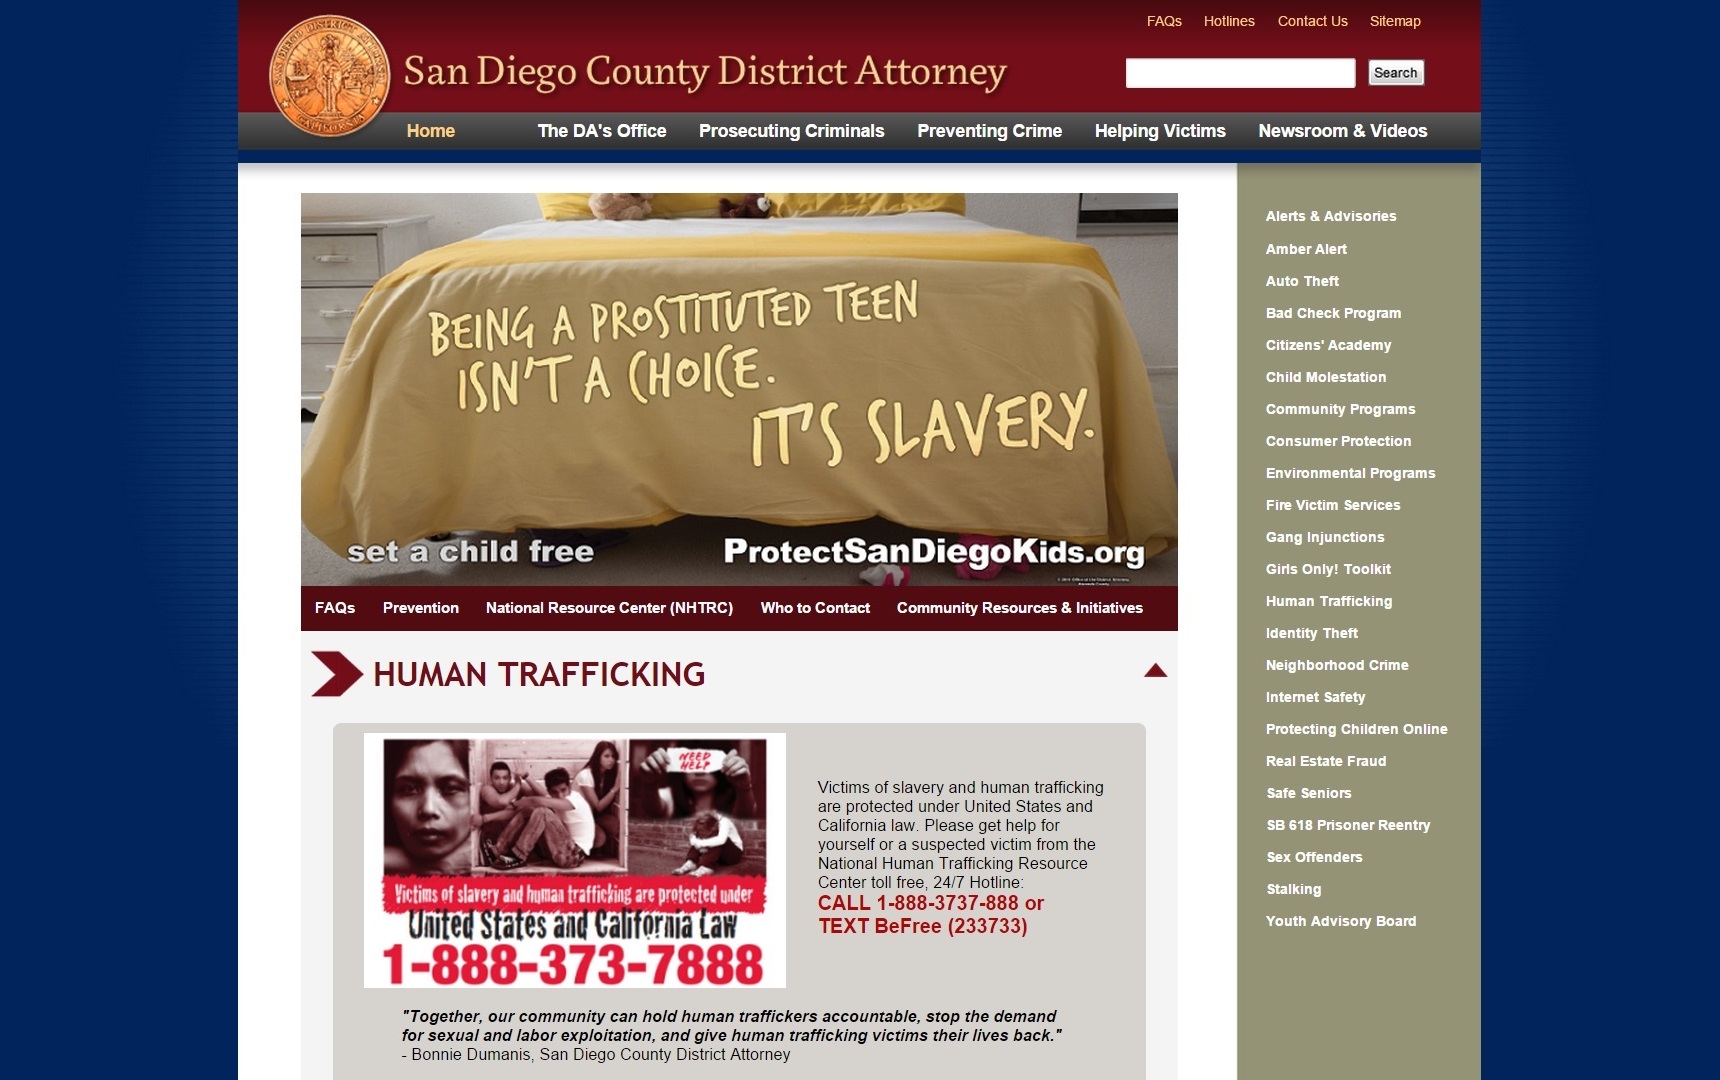 FAQs Hotlines Contact Us Sitemap
San Diego County District Attorney
Search
Home The DA's Office Prosecuting Criminals Preventing Crime Helping Victims Newsroom & Videos
BEING A PROSTITUTED TEEN
ISN'T A CHOICE.
IT'S SLAVERY.
set a child free
ProtectSanDiegoKids.org
FAQs Prevention National Resource Center (NHTRC) Who to Contact Community Resources & Initiatives
HUMAN TRAFFICKING
NEED
HELP
Victims of slavery and human trafficking are protected under
United States and California Law
1-888-373-7888
Victims of slavery and human trafficking
are protected under United States and
California law. Please get help for
yourself or a suspected victim from the
National Human Trafficking Resource
Center toll free, 24/7 Hotline:
CALL 1-888-3737-888 or
TEXT BeFree (233733)
"Together, our community can hold human traffickers accountable, stop the demand
for sexual and labor exploitation, and give human trafficking victims their lives back."
- Bonnie Dumanis, San Diego County District Attorney
Alerts & Advisories
Amber Alert
Auto Theft
Bad Check Program
Citizens' Academy
Child Molestation
Community Programs
Consumer Protection
Environmental Programs
Fire Victim Services
Gang Injunctions
Girls Only! Toolkit
Human Trafficking
Identity Theft
Neighborhood Crime
Internet Safety
Protecting Children Online
Real Estate Fraud
Safe Seniors
SB 618 Prisoner Reentry
Sex Offenders
Stalking
Youth Advisory Board